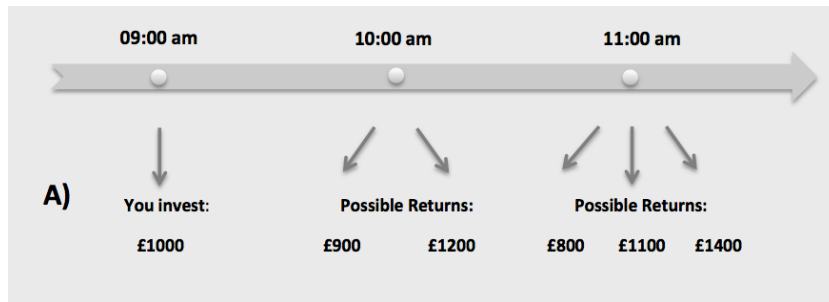 09:00 am 10:00 am 11:00 am
A) You invest: Possible Returns: Possible Returns:
£1000 £900 £1200 £800 £1100 £1400